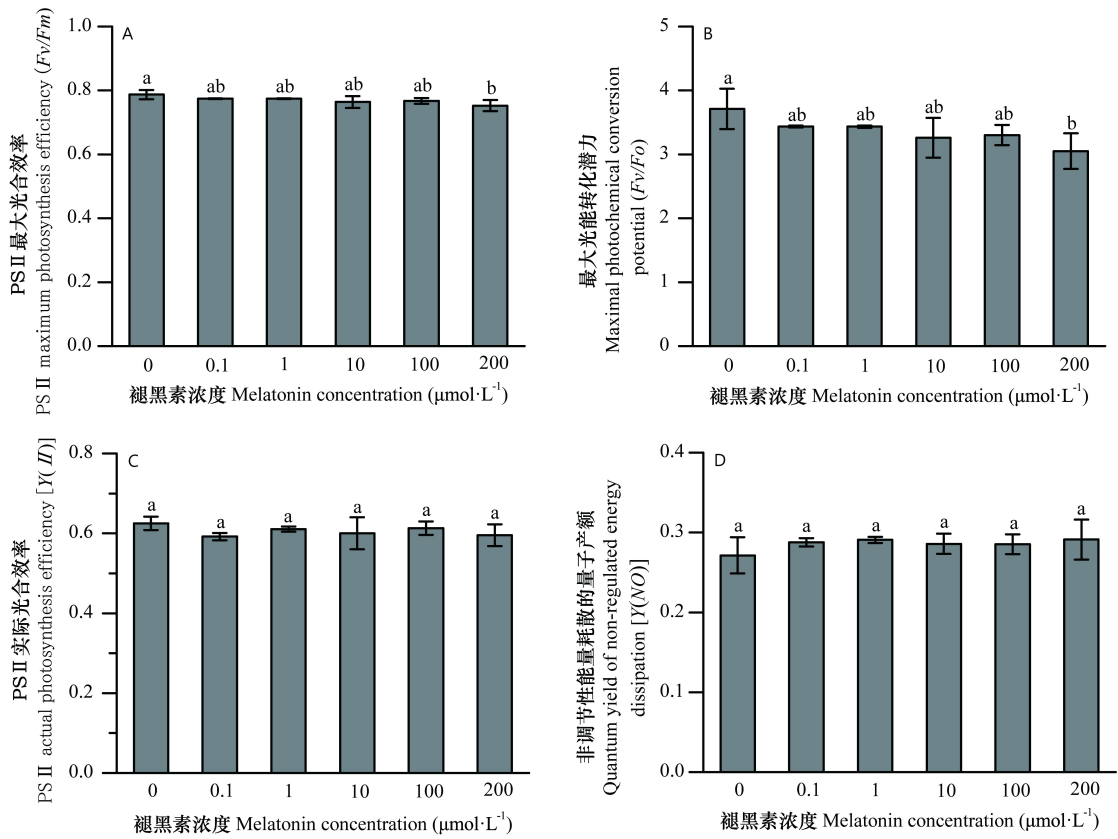 A
PSⅡ最大光合效率
PSⅡ maximum photosynthesis efficiency (Fv/Fm)
1.0
0.8
0.6
0.4
0.2
0.0
a
ab
ab
ab
ab
b
0
0.1
1
10
100
200
褪黑素浓度 Melatonin concentration (μmol·L-1)
B
最大光能转化潜力
Maximal photochemical conversion
potential (Fv/Fo)
5
4
3
2
1
0
a
ab
ab
ab
ab
b
0
0.1
1
10
100
200
褪黑素浓度 Melatonin concentration (μmol·L-1)
C
PSⅡ实际光合效率
PSⅡ actual photosynthesis efficiency [Y(Ⅱ)]
0.8
0.6
0.4
0.2
0.0
a
a
a
a
a
a
0
0.1
1
10
100
200
褪黑素浓度 Melatonin concentration (μmol·L-1)
D
非调节性能量耗散的量子产额
Quantum yield of non-regulated energy
dissipation [Y(NO)]
0.4
0.3
0.2
0.1
0.0
a
a
a
a
a
a
0
0.1
1
10
100
200
褪黑素浓度 Melatonin concentration (μmol·L-1)